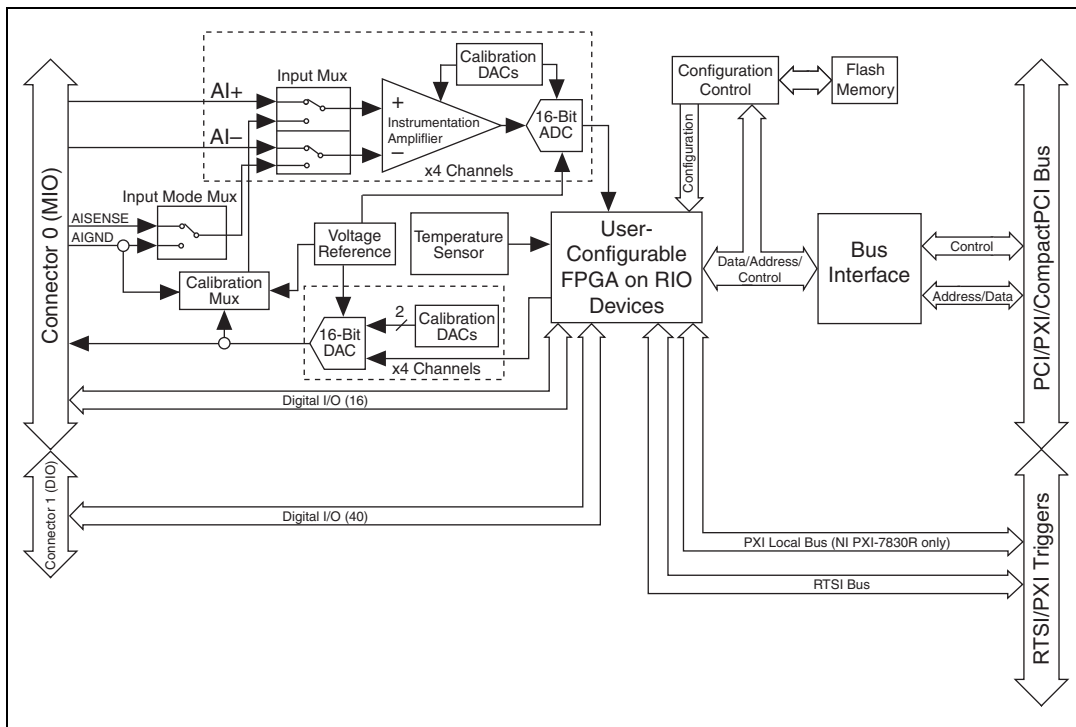 Calibration
DACs
Configuration
Control
Flash
Memory
Input Mux
AI+
+
Instrumentation
Amplifier
16-Bit
ADC
AI–
–
x4 Channels
Configuration
Input Mode Mux
AISENSE
AIGND
Voltage
Reference
Temperature
Sensor
User-
Configurable
FPGA on RIO
Devices
Data/Address/
Control
Bus
Interface
Control
Address/Data
Calibration
Mux
2
Calibration
DACs
16-Bit
DAC
x4 Channels
Digital I/O (16)
Digital I/O (40)
PXI Local Bus (NI PXI-7830R only)
RTSI Bus
Connector 0 (MIO)
Connector 1 (DIO)
PCI/PXI/CompactPCI Bus
RTSI/PXI Triggers